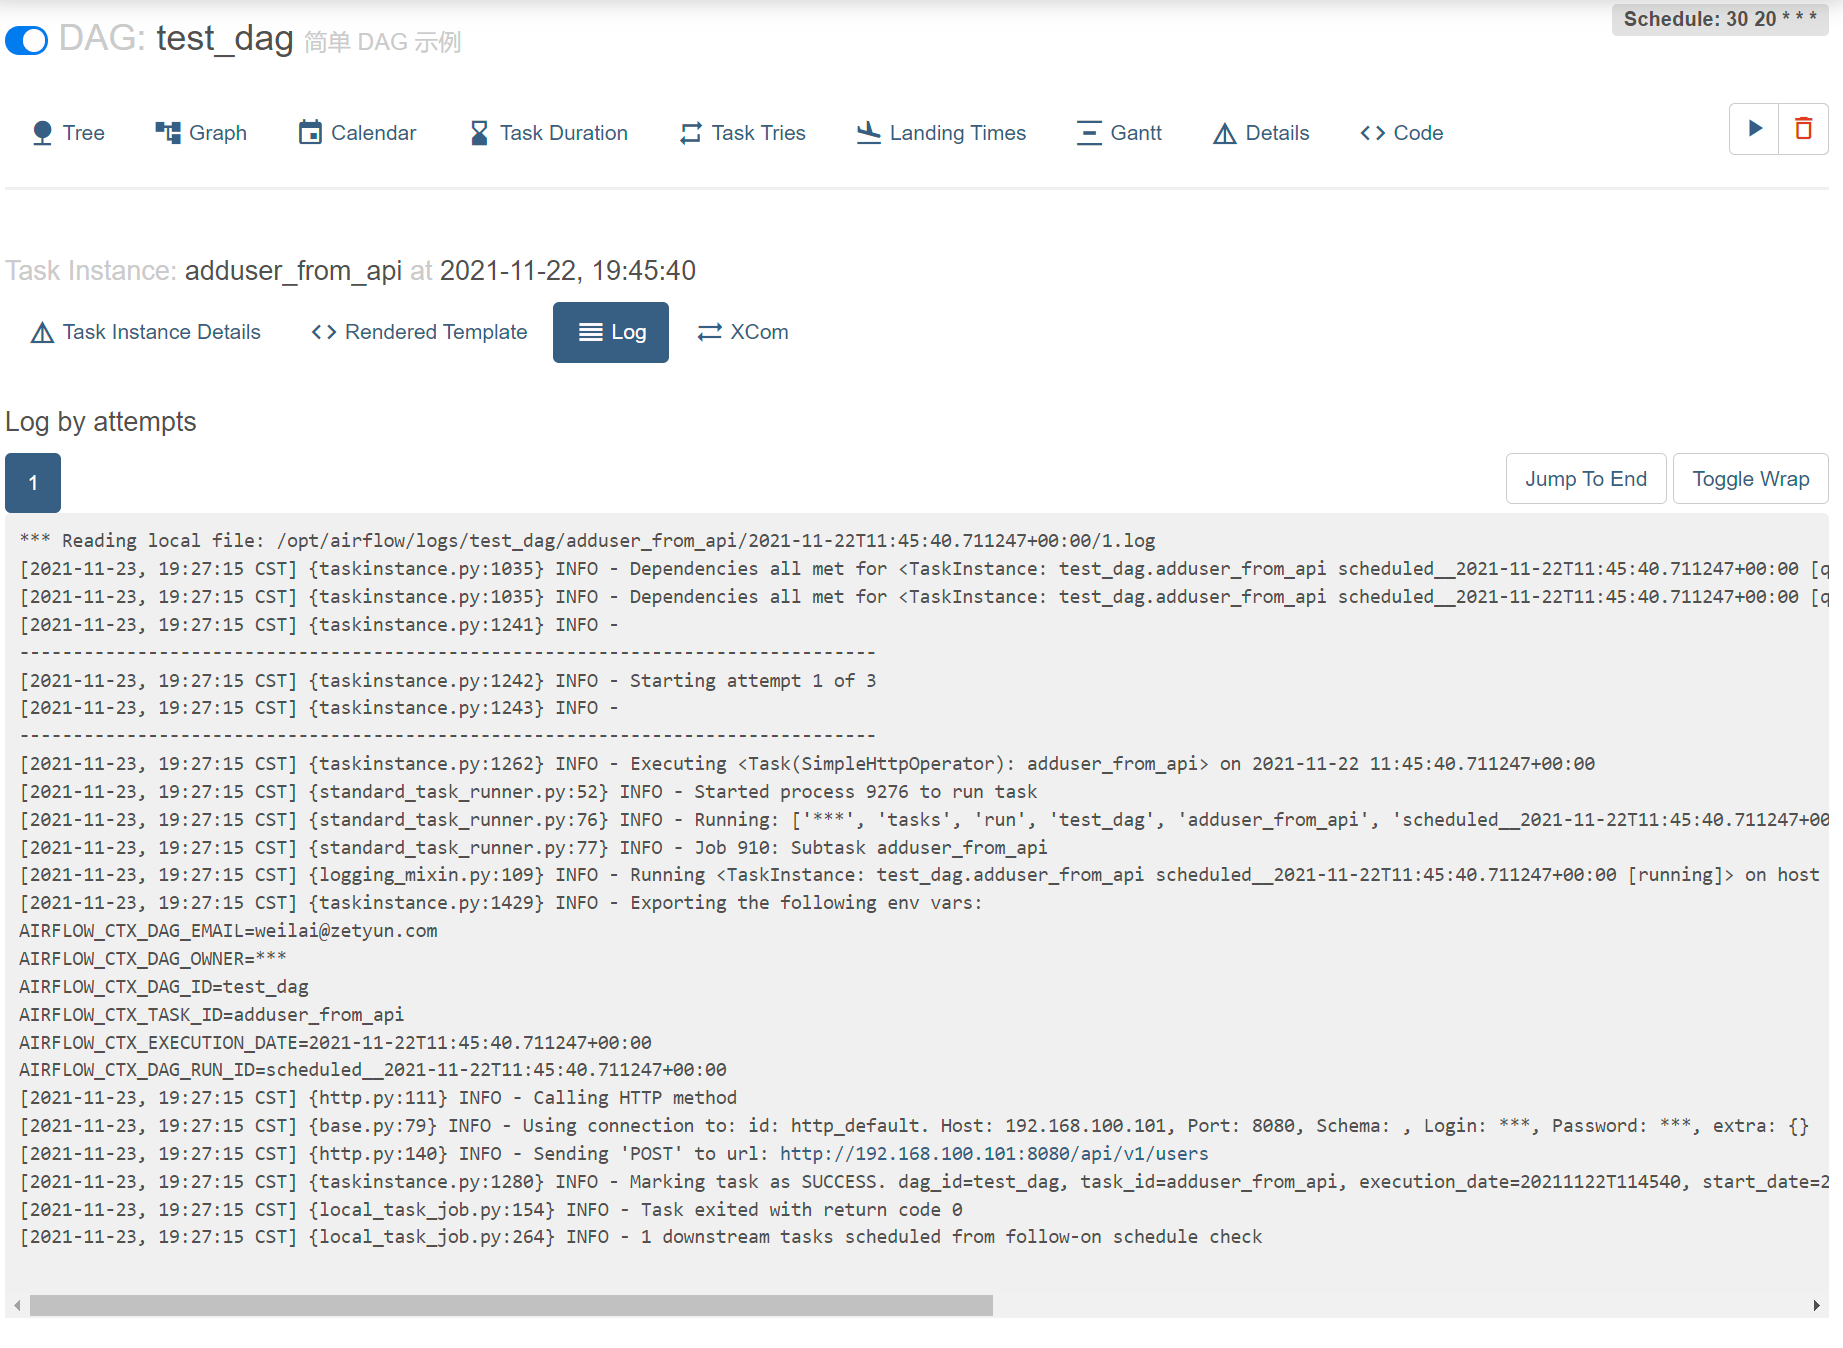 DAG: test_dag 简单 DAG 示例
Schedule: 30 20 * * *
Tree Graph Calendar Task Duration Task Tries Landing Times Gantt Details Code
Task Instance: adduser_from_api at 2021-11-22, 19:45:40
Task Instance Details Rendered Template Log XCom
Log by attempts
1
Jump To End Toggle Wrap
*** Reading local file: /opt/airflow/logs/test_dag/adduser_from_api/2021-11-22T11:45:40.711247+00:00/1.log
[2021-11-23, 19:27:15 CST] {taskinstance.py:1035} INFO - Dependencies all met for <TaskInstance: test_dag.adduser_from_api scheduled__2021-11-22T11:45:40.711247+00:00 [q
[2021-11-23, 19:27:15 CST] {taskinstance.py:1035} INFO - Dependencies all met for <TaskInstance: test_dag.adduser_from_api scheduled__2021-11-22T11:45:40.711247+00:00 [q
[2021-11-23, 19:27:15 CST] {taskinstance.py:1241} INFO -
--------------------------------------------------------------------------------
[2021-11-23, 19:27:15 CST] {taskinstance.py:1242} INFO - Starting attempt 1 of 3
[2021-11-23, 19:27:15 CST] {taskinstance.py:1243} INFO -
--------------------------------------------------------------------------------
[2021-11-23, 19:27:15 CST] {taskinstance.py:1262} INFO - Executing <Task(SimpleHttpOperator): adduser_from_api> on 2021-11-22 11:45:40.711247+00:00
[2021-11-23, 19:27:15 CST] {standard_task_runner.py:52} INFO - Started process 9276 to run task
[2021-11-23, 19:27:15 CST] {standard_task_runner.py:76} INFO - Running: ['***', 'tasks', 'run', 'test_dag', 'adduser_from_api', 'scheduled__2021-11-22T11:45:40.711247+00
[2021-11-23, 19:27:15 CST] {standard_task_runner.py:77} INFO - Job 910: Subtask adduser_from_api
[2021-11-23, 19:27:15 CST] {logging_mixin.py:109} INFO - Running <TaskInstance: test_dag.adduser_from_api scheduled__2021-11-22T11:45:40.711247+00:00 [running]> on host
[2021-11-23, 19:27:15 CST] {taskinstance.py:1429} INFO - Exporting the following env vars:
AIRFLOW_CTX_DAG_EMAIL=weilai@zetyun.com
AIRFLOW_CTX_DAG_OWNER=***
AIRFLOW_CTX_DAG_ID=test_dag
AIRFLOW_CTX_TASK_ID=adduser_from_api
AIRFLOW_CTX_EXECUTION_DATE=2021-11-22T11:45:40.711247+00:00
AIRFLOW_CTX_DAG_RUN_ID=scheduled__2021-11-22T11:45:40.711247+00:00
[2021-11-23, 19:27:15 CST] {http.py:111} INFO - Calling HTTP method
[2021-11-23, 19:27:15 CST] {base.py:79} INFO - Using connection to: id: http_default. Host: 192.168.100.101, Port: 8080, Schema: , Login: ***, Password: ***, extra: {}
[2021-11-23, 19:27:15 CST] {http.py:140} INFO - Sending 'POST' to url: http://192.168.100.101:8080/api/v1/users
[2021-11-23, 19:27:15 CST] {taskinstance.py:1280} INFO - Marking task as SUCCESS. dag_id=test_dag, task_id=adduser_from_api, execution_date=20211122T114540, start_date=2
[2021-11-23, 19:27:15 CST] {local_task_job.py:154} INFO - Task exited with return code 0
[2021-11-23, 19:27:15 CST] {local_task_job.py:264} INFO - 1 downstream tasks scheduled from follow-on schedule check